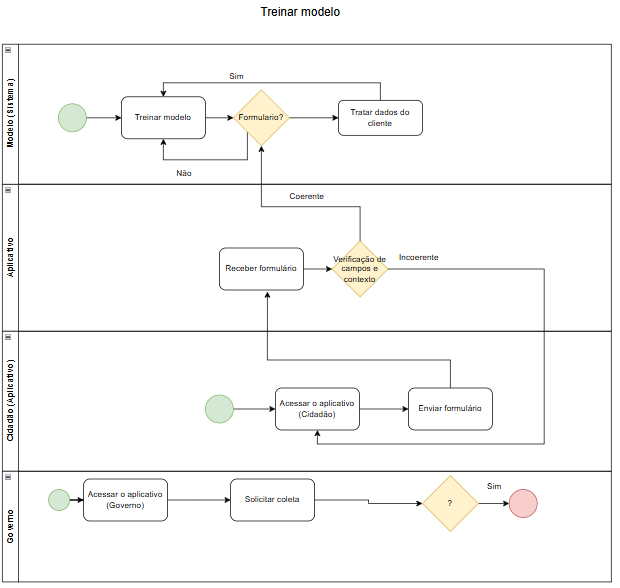 Treinar modelo
Modelo (Sistema)
Sim
Treinar modelo
Formulario?
Tratar dados do
cliente
Não
Aplicativo
Coerente
Receber formulário
Verificação de
campos e
contexto
Incoerente
Cidadão (Aplicativo)
Acessar o aplicativo
(Cidadão)
Enviar formulário
Governo
Acessar o aplicativo
(Governo)
Solicitar coleta
?
Sim